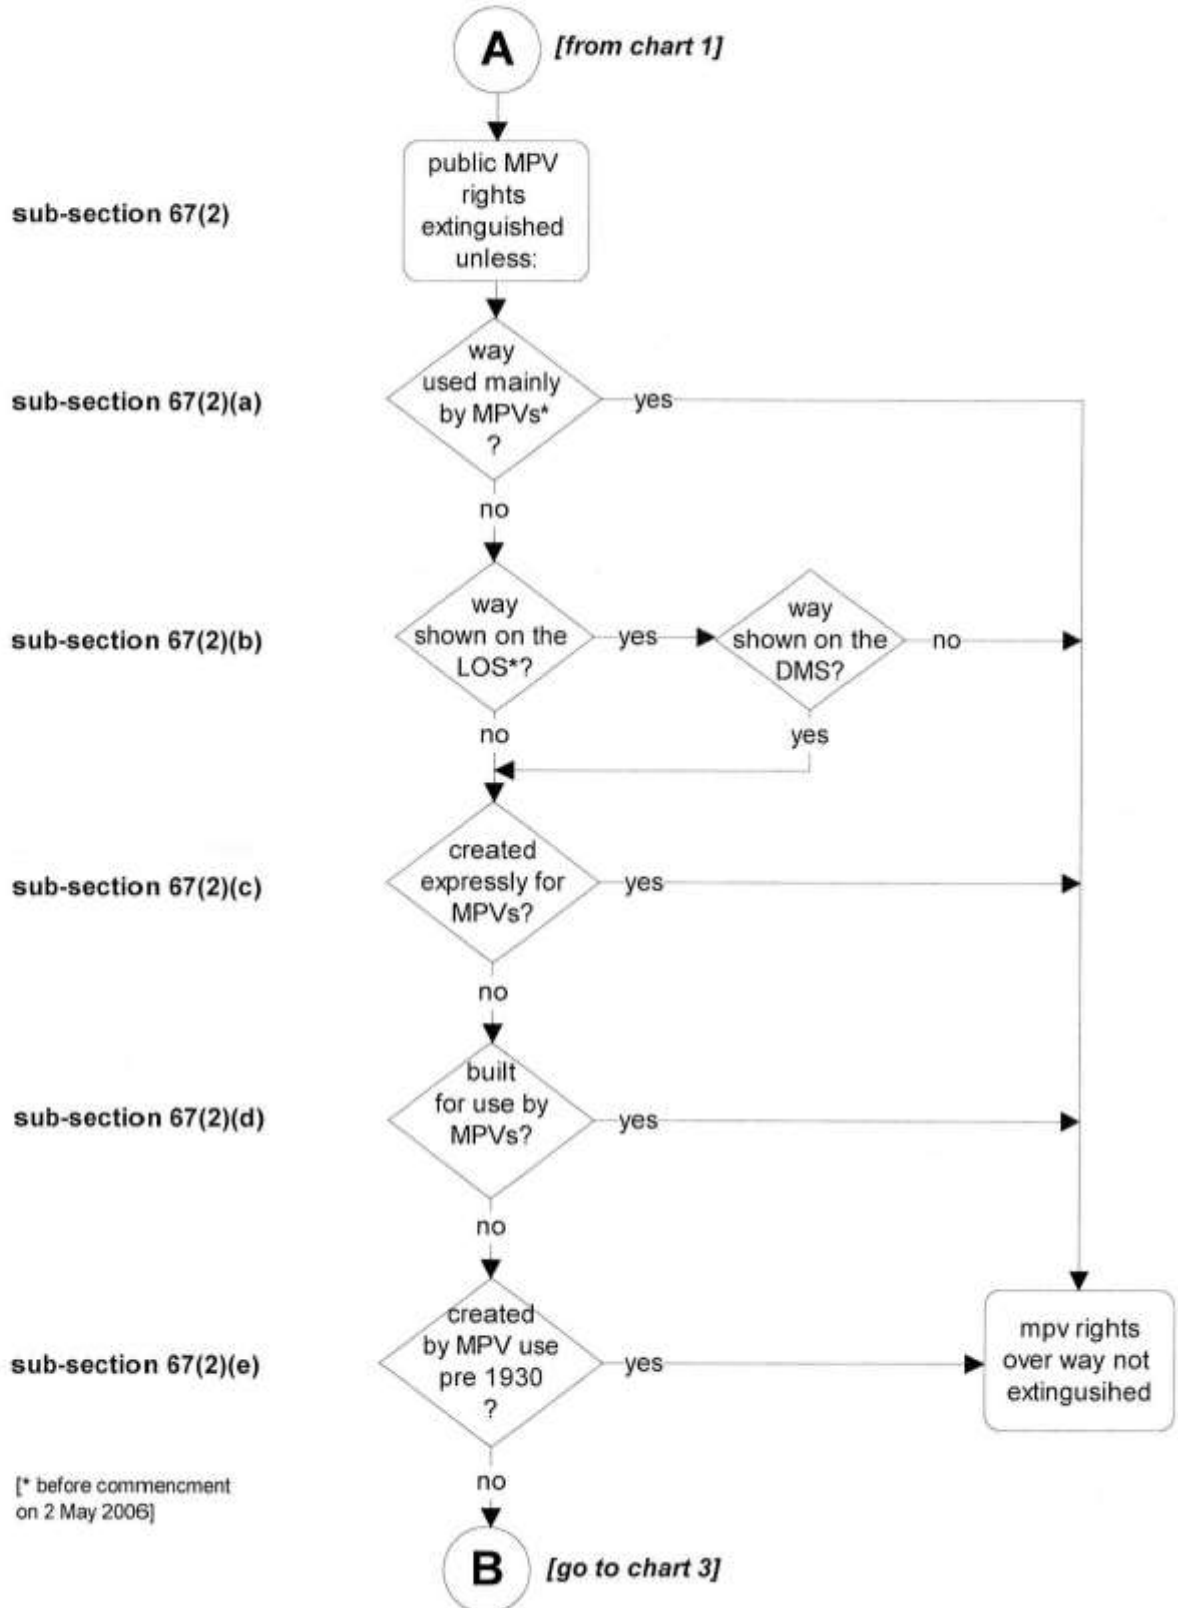 A
[from chart 1]
public MPV
rights
extinguished
unless:
sub-section 67(2)
way
used mainly
by MPVs*
?
sub-section 67(2)(a)
yes
no
way
shown on the
LOS*?
sub-section 67(2)(b)
yes
way
shown on the
DMS?
no
no
yes
created
expressly for
MPVs?
sub-section 67(2)(c)
yes
no
built
for use by
MPVs?
sub-section 67(2)(d)
yes
no
created
by MPV use
pre 1930
?
sub-section 67(2)(e)
yes
mpv rights
over way not
extingusihed
no
[* before commencment
on 2 May 2006]
B
[go to chart 3]